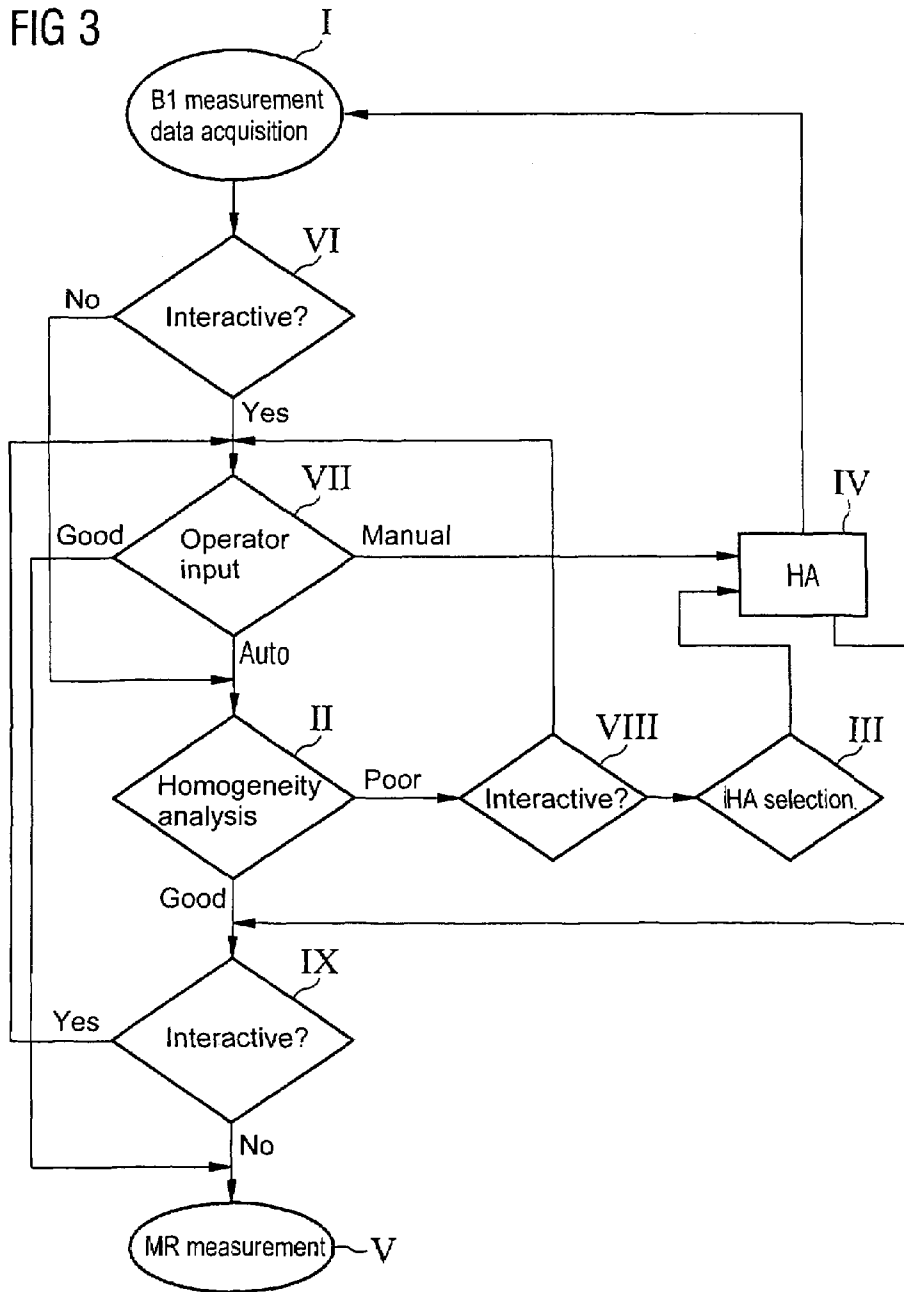 FIG 3
I
B1 measurement
data acquisition
VI
No
Interactive?
Yes
VII
Good
Operator
input
Manual
IV
HA
Auto
II
Homogeneity
analysis
Poor
VIII
Interactive?
III
HA selection
Good
IX
Yes
Interactive?
No
MR measurement
V